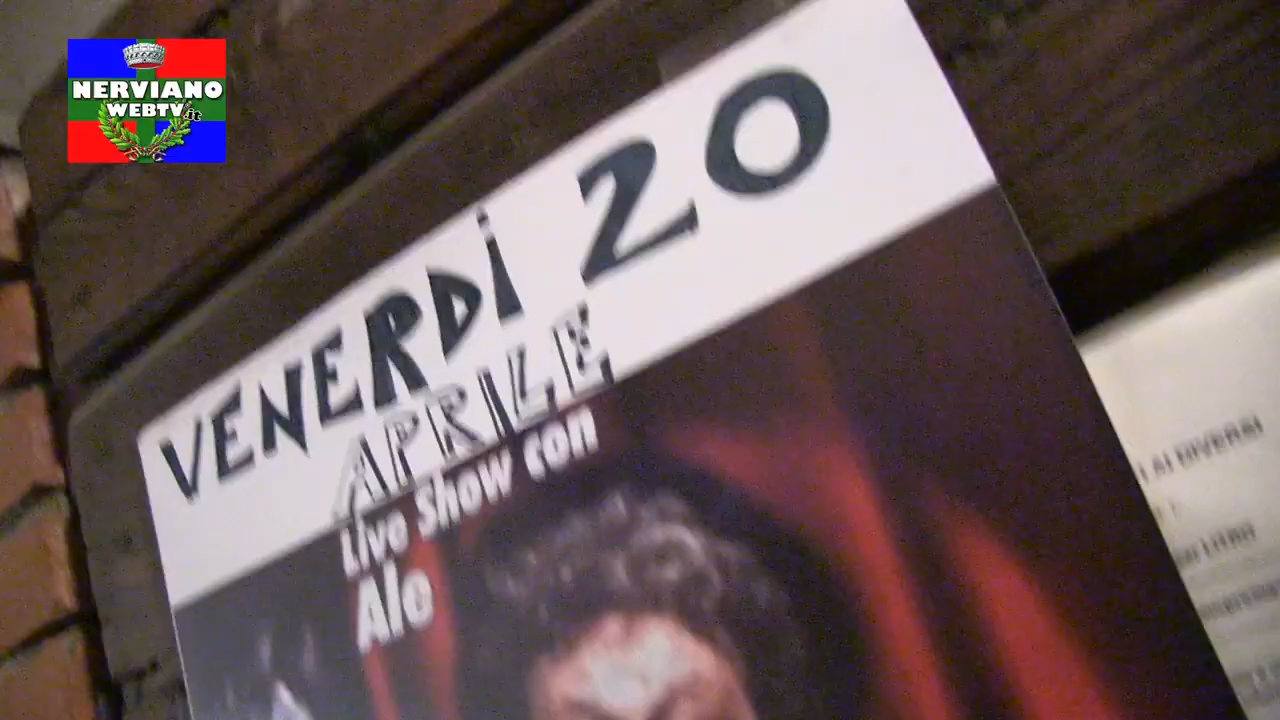 NERVIANO
WEBTV.it
VENERDÌ 20
APRILE
Live Show con
Ale